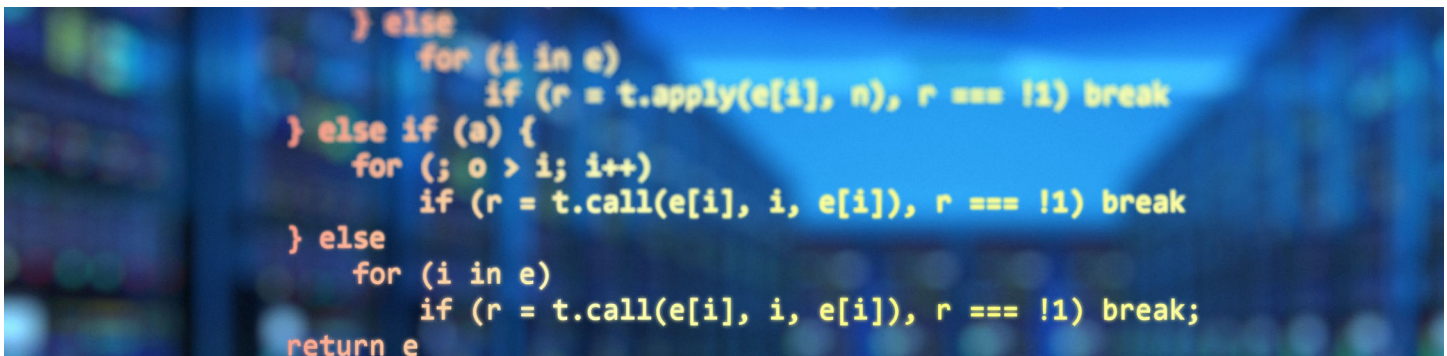 } else
for (i in e)
if (r = t.apply(e[i], n), r === !1) break
} else if (a) {
for (; o > i; i++)
if (r = t.call(e[i], i, e[i]), r === !1) break
} else
for (i in e)
if (r = t.call(e[i], i, e[i]), r === !1) break;
return e